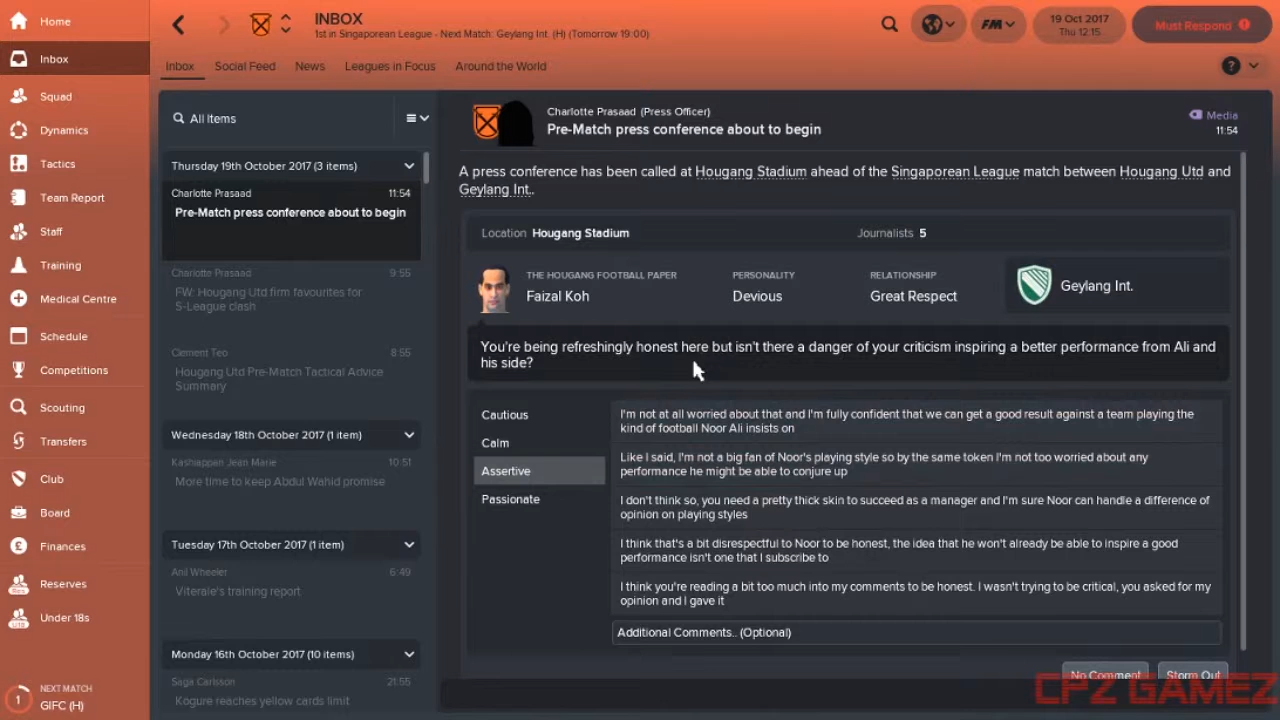 Home
Inbox
Squad
Dynamics
Tactics
Team Report
Staff
Training
Medical Centre
Schedule
Competitions
Scouting
Transfers
Club
Board
Finances
Reserves
Under 18s
1
NEXT MATCH
GIFC (H)
INBOX
1st in Singaporean League - Next Match: Geylang Int. (H) (Tomorrow 19:00)
FM
19 Oct 2017
Thu 12:15
Must Respond
Inbox
Social Feed
News
Leagues in Focus
Around the World
?
All Items
Thursday 19th October 2017 (3 items)
Charlotte Prasaad 11:54
Pre-Match press conference about to begin
Charlotte Prasaad 9:55
FW: Hougang Utd firm favourites for
S-League clash
Clement Teo 8:55
Hougang Utd Pre-Match Tactical Advice
Summary
Wednesday 18th October 2017 (1 item)
Kashiappan Jean Marie 10:51
More time to keep Abdul Wahid promise
Tuesday 17th October 2017 (1 item)
Anil Wheeler 6:49
Viterale's training report
Monday 16th October 2017 (10 items)
Saga Carlsson 21:55
Kogure reaches yellow cards limit
Charlotte Prasaad (Press Officer)
Pre-Match press conference about to begin
Media
11:54
A press conference has been called at Hougang Stadium ahead of the Singaporean League match between Hougang Utd and
Geylang Int..
Location Hougang Stadium
Journalists 5
THE HOUGANG FOOTBALL PAPER
Faizal Koh
PERSONALITY
Devious
RELATIONSHIP
Great Respect
Geylang Int.
You're being refreshingly honest here but isn't there a danger of your criticism inspiring a better performance from Ali and
his side?
Cautious
Calm
Assertive
Passionate
I'm not at all worried about that and I'm fully confident that we can get a good result against a team playing the
kind of football Noor Ali insists on
Like I said, I'm not a big fan of Noor's playing style so by the same token I'm not too worried about any
performance he might be able to conjure up
I don't think so, you need a pretty thick skin to succeed as a manager and I'm sure Noor can handle a difference of
opinion on playing styles
I think that's a bit disrespectful to Noor to be honest, the idea that he won't already be able to inspire a good
performance isn't one that I subscribe to
I think you're reading a bit too much into my comments to be honest. I wasn't trying to be critical, you asked for my
opinion and I gave it
Additional Comments.. (Optional)
No Comment
Storm Out
CPZ GAMEZ